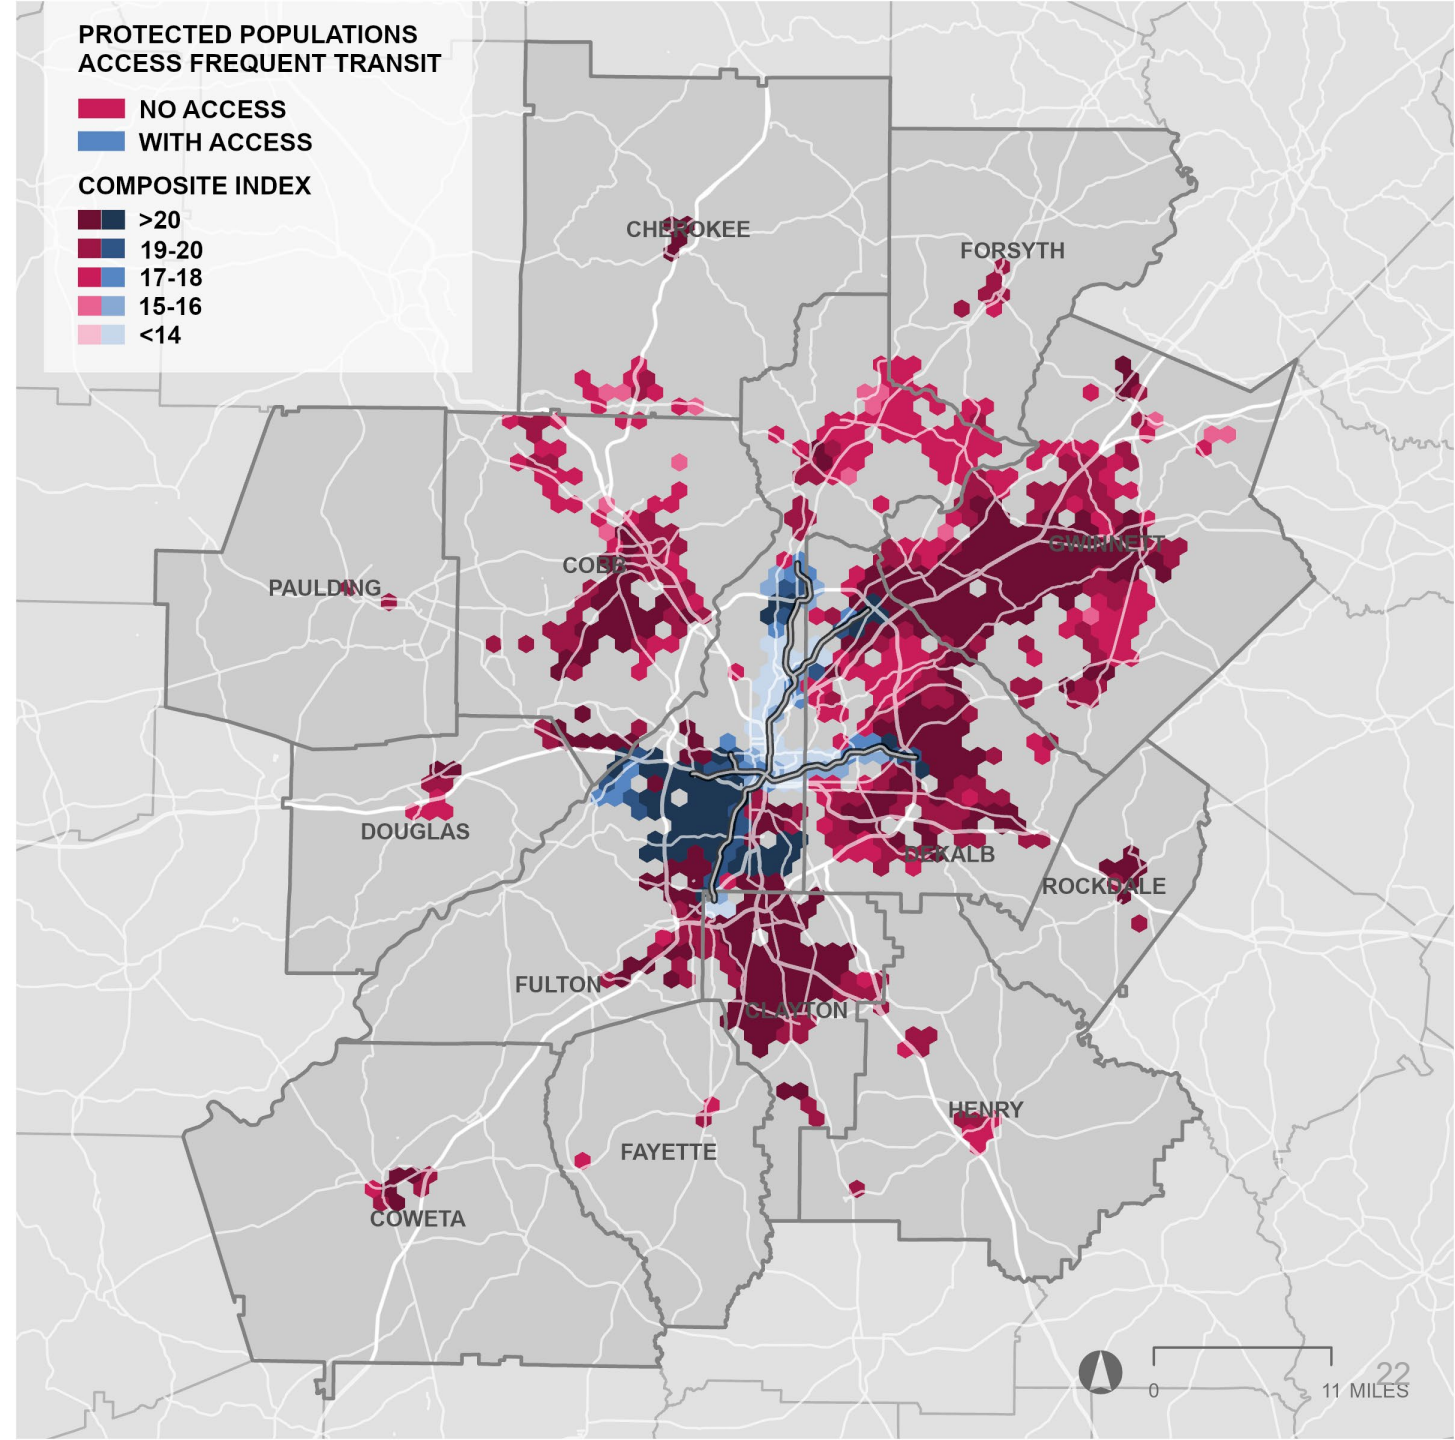 PROTECTED POPULATIONS
ACCESS FREQUENT TRANSIT
NO ACCESS
WITH ACCESS
COMPOSITE INDEX
>20
19-20
17-18
15-16
<14
CHEROKEE
FORSYTH
GWINNETT
COBB
PAULDING
DOUGLAS
DEKALB
ROCKDALE
FULTON
CLAYTON
HENRY
FAYETTE
COWETA
22
0
11 MILES